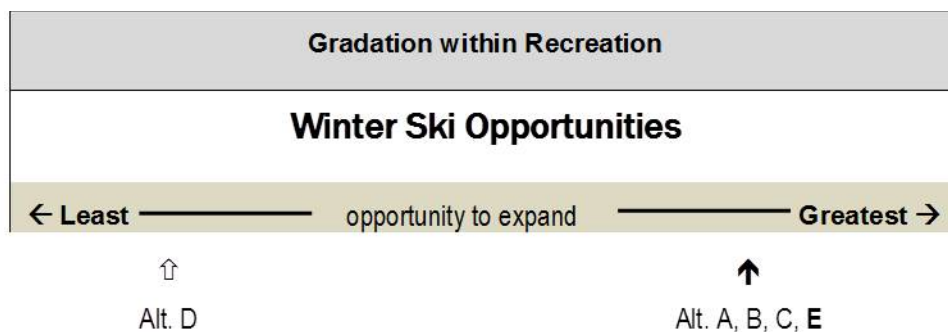 Gradation within Recreation
Winter Ski Opportunities
← Least opportunity to expand Greatest →
⇧ 🡅
Alt. D Alt. A, B, C, E